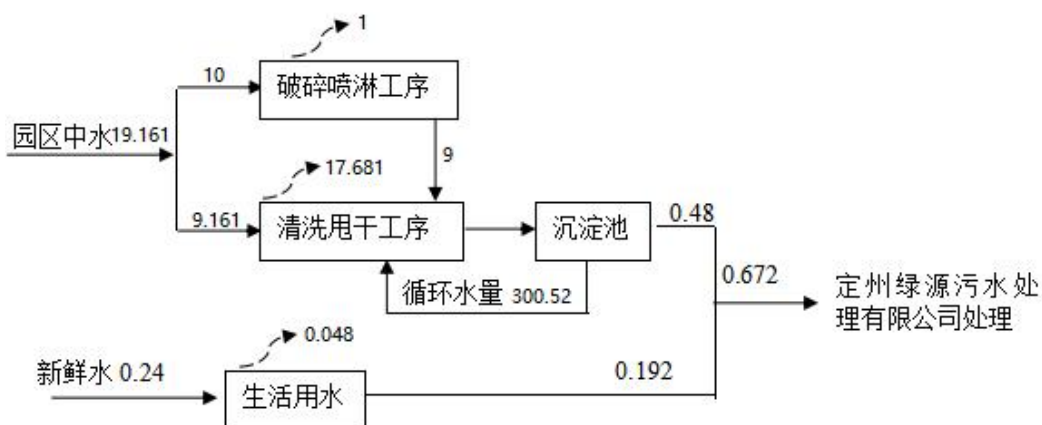 1
10
破碎喷淋工序
园区中水19.161
9
17.681
9.161
清洗甩干工序
沉淀池
0.48
循环水量 300.52
0.672
定州绿源污水处
理有限公司处理
0.048
新鲜水 0.24
生活用水
0.192